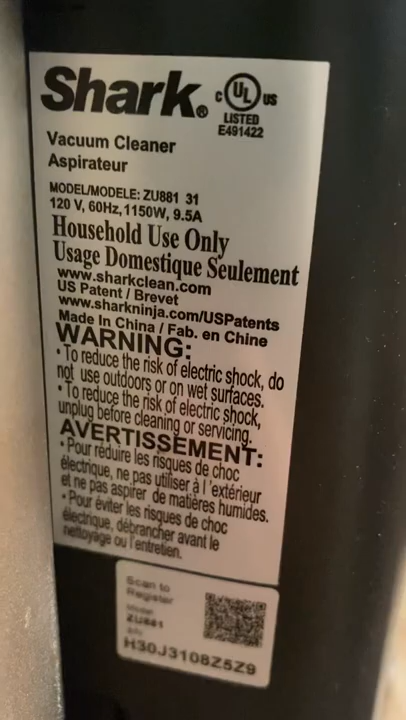 Shark®
c UL us
LISTED
E491422
Vacuum Cleaner
Aspirateur
MODEL/MODELE: ZU881 31
120 V, 60Hz, 1150W, 9.5A
Household Use Only
Usage Domestique Seulement
www.sharkclean.com
US Patent / Brevet
www.sharkninja.com/USPatents
Made In China / Fab. en Chine
WARNING:
• To reduce the risk of electric shock, do
not use outdoors or on wet surfaces.
• To reduce the risk of electric shock,
unplug before cleaning or servicing.
AVERTISSEMENT:
• Pour réduire les risques de choc
électrique, ne pas utiliser à l'extérieur
et ne pas aspirer de matières humides.
• Pour éviter les risques de choc
électrique, débrancher avant le
nettoyage ou l'entretien.
Scan to
Register
Model
ZU881
H30J3108Z5Z9